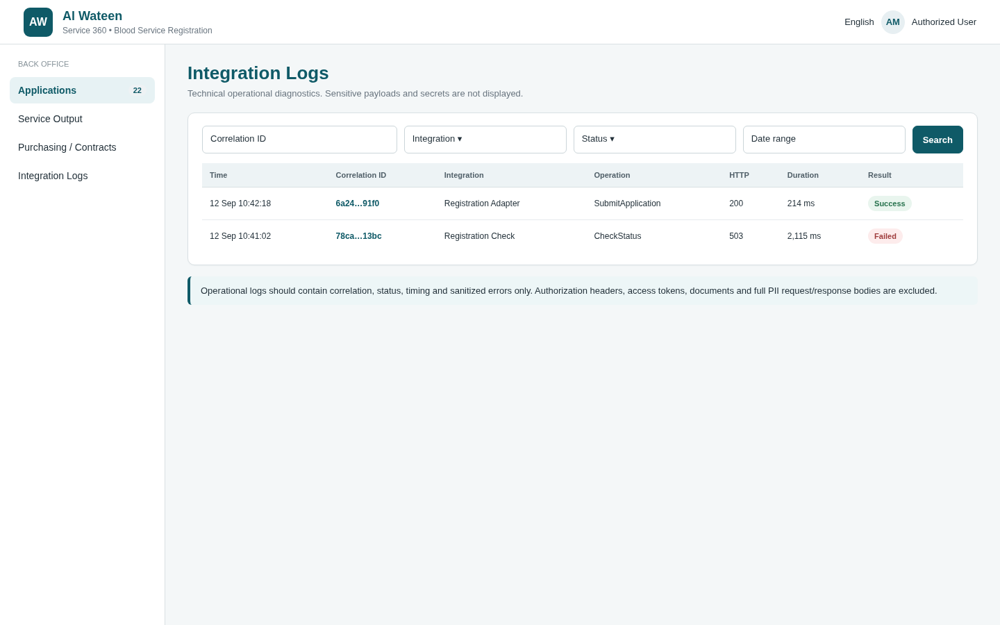 AW
Al Wateen
Service 360 • Blood Service Registration
English
AM
Authorized User
BACK OFFICE
Applications 22
Service Output
Purchasing / Contracts
Integration Logs
Integration Logs
Technical operational diagnostics. Sensitive payloads and secrets are not displayed.
Correlation ID
Integration ▾
Status ▾
Date range
Search
Time Correlation ID Integration Operation HTTP Duration Result
12 Sep 10:42:18 6a24…91f0 Registration Adapter SubmitApplication 200 214 ms Success
12 Sep 10:41:02 78ca…13bc Registration Check CheckStatus 503 2,115 ms Failed
Operational logs should contain correlation, status, timing and sanitized errors only. Authorization headers, access tokens, documents and full PII request/response bodies are excluded.